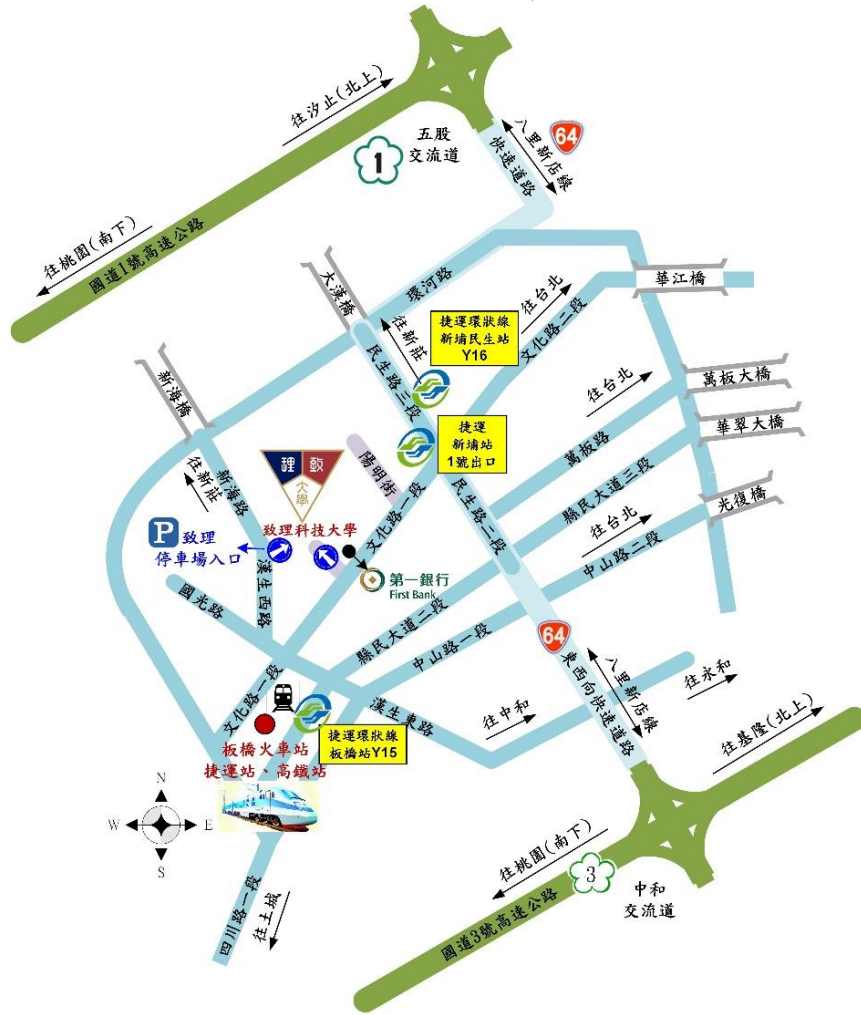 往汐止(北上)
五股
交流道
1
八里新店線
64
快速道路
往桃園(南下)
國道1號高速公路
大漢橋
環河路
往台北
華江橋
往新莊
捷運環狀線
新埔民生站
Y16
文化路二段
民生路三段
新海橋
往台北
萬板大橋
捷運
新埔站
1號出口
華翠大橋
往新莊
新海路
陽明街
萬板路
理
致
大學
致理科技大學
文化路一段
民生路二段
縣民大道三段
光復橋
往台北
P 致理
停車場入口
漢生西路
第一銀行
First Bank
中山路二段
國光路
縣民大道二段
中山路一段
64
八里新店線
往永和
文化路一段
漢生東路
往中和
東西向快速道路
板橋火車站
捷運站、高鐵站
捷運環狀線
板橋站Y15
往基隆(北上)
N
W
E
S
往桃園(南下)
3
中和
交流道
四川路一段
往土城
國道3號高速公路